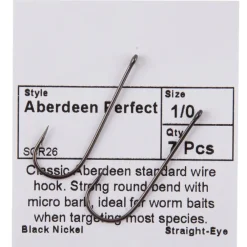 Style
Size
Aberdeen Perfect
1/0
Qty
SCR26
7 Pcs
Classic Aberdeen standard wire
hook. Strong round bend with
micro barb, ideal for worm baits
when targeting most species.
Black Nickel
Straight-Eye